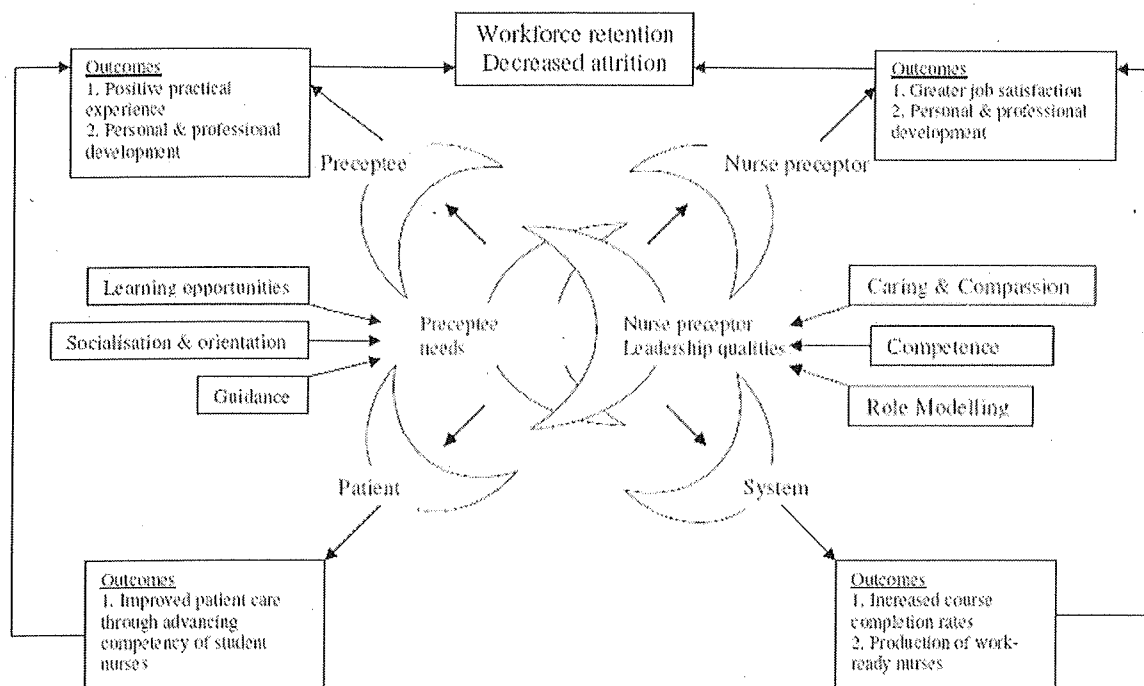 Workforce retention
Decreased attrition
Outcomes
1. Positive practical
experience
2. Personal & professional
development
Outcomes
1. Greater job satisfaction
2. Personal & professional
development
Preceptee
Nurse preceptor
Learning opportunities
Socialisation & orientation
Guidance
Preceptee
needs
Nurse preceptor
Leadership qualities
Caring & Compassion
Competence
Role Modelling
Patient
System
Outcomes
1. Improved patient care
through advancing
competency of student
nurses
Outcomes
1. Increased course
completion rates
2. Production of work-
ready nurses